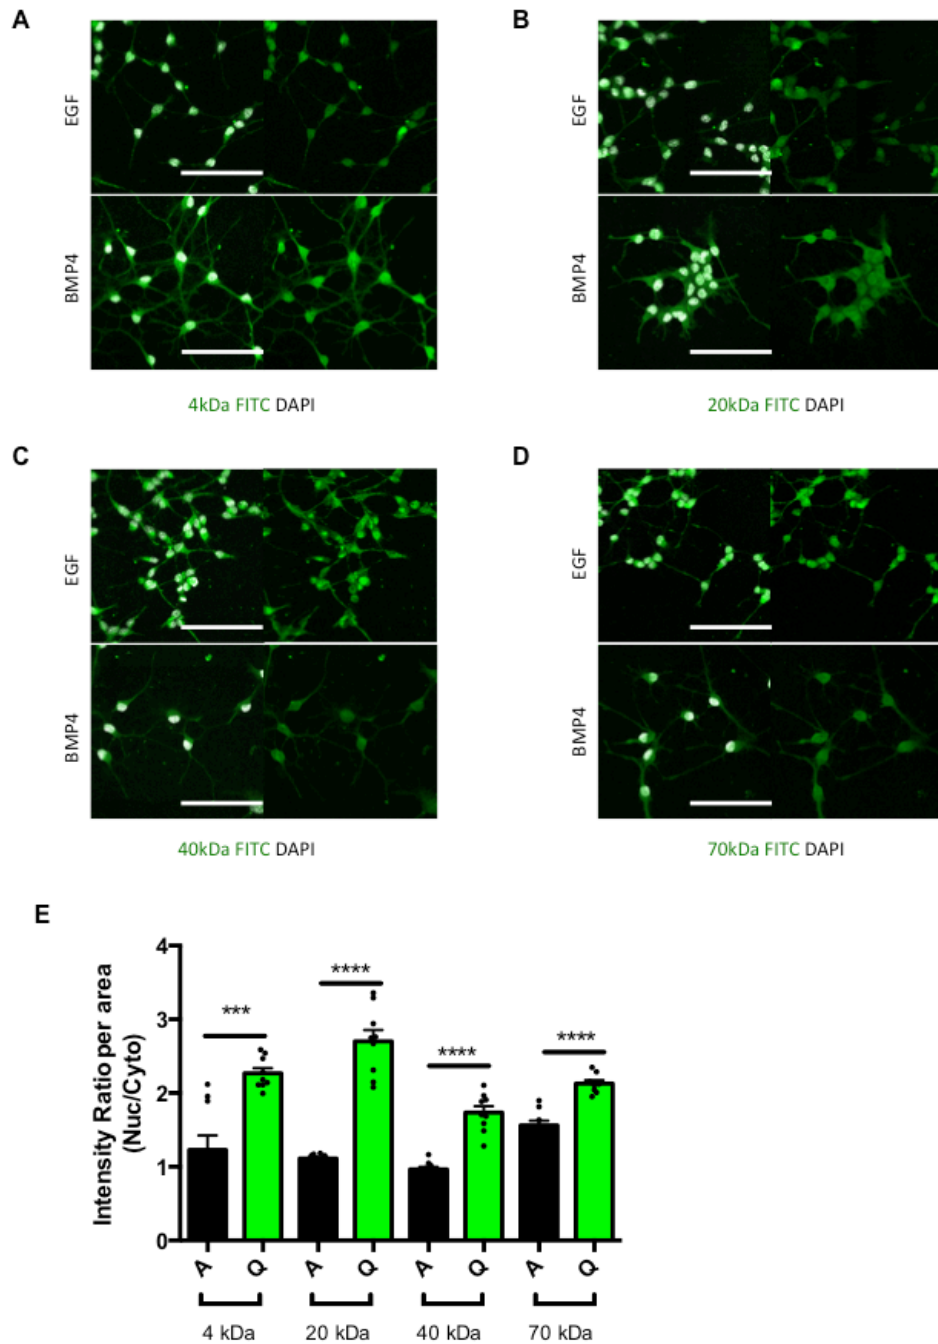 A
B
EGF
EGF
BMP4
BMP4
4kDa FITC DAPI
20kDa FITC DAPI
C
D
EGF
EGF
BMP4
BMP4
40kDa FITC DAPI
70kDa FITC DAPI
E
Intensity Ratio per area
(Nuc/Cyto)
4
3
2
1
0
***
****
****
****
A Q A Q A Q A Q
4 kDa 20 kDa 40 kDa 70 kDa